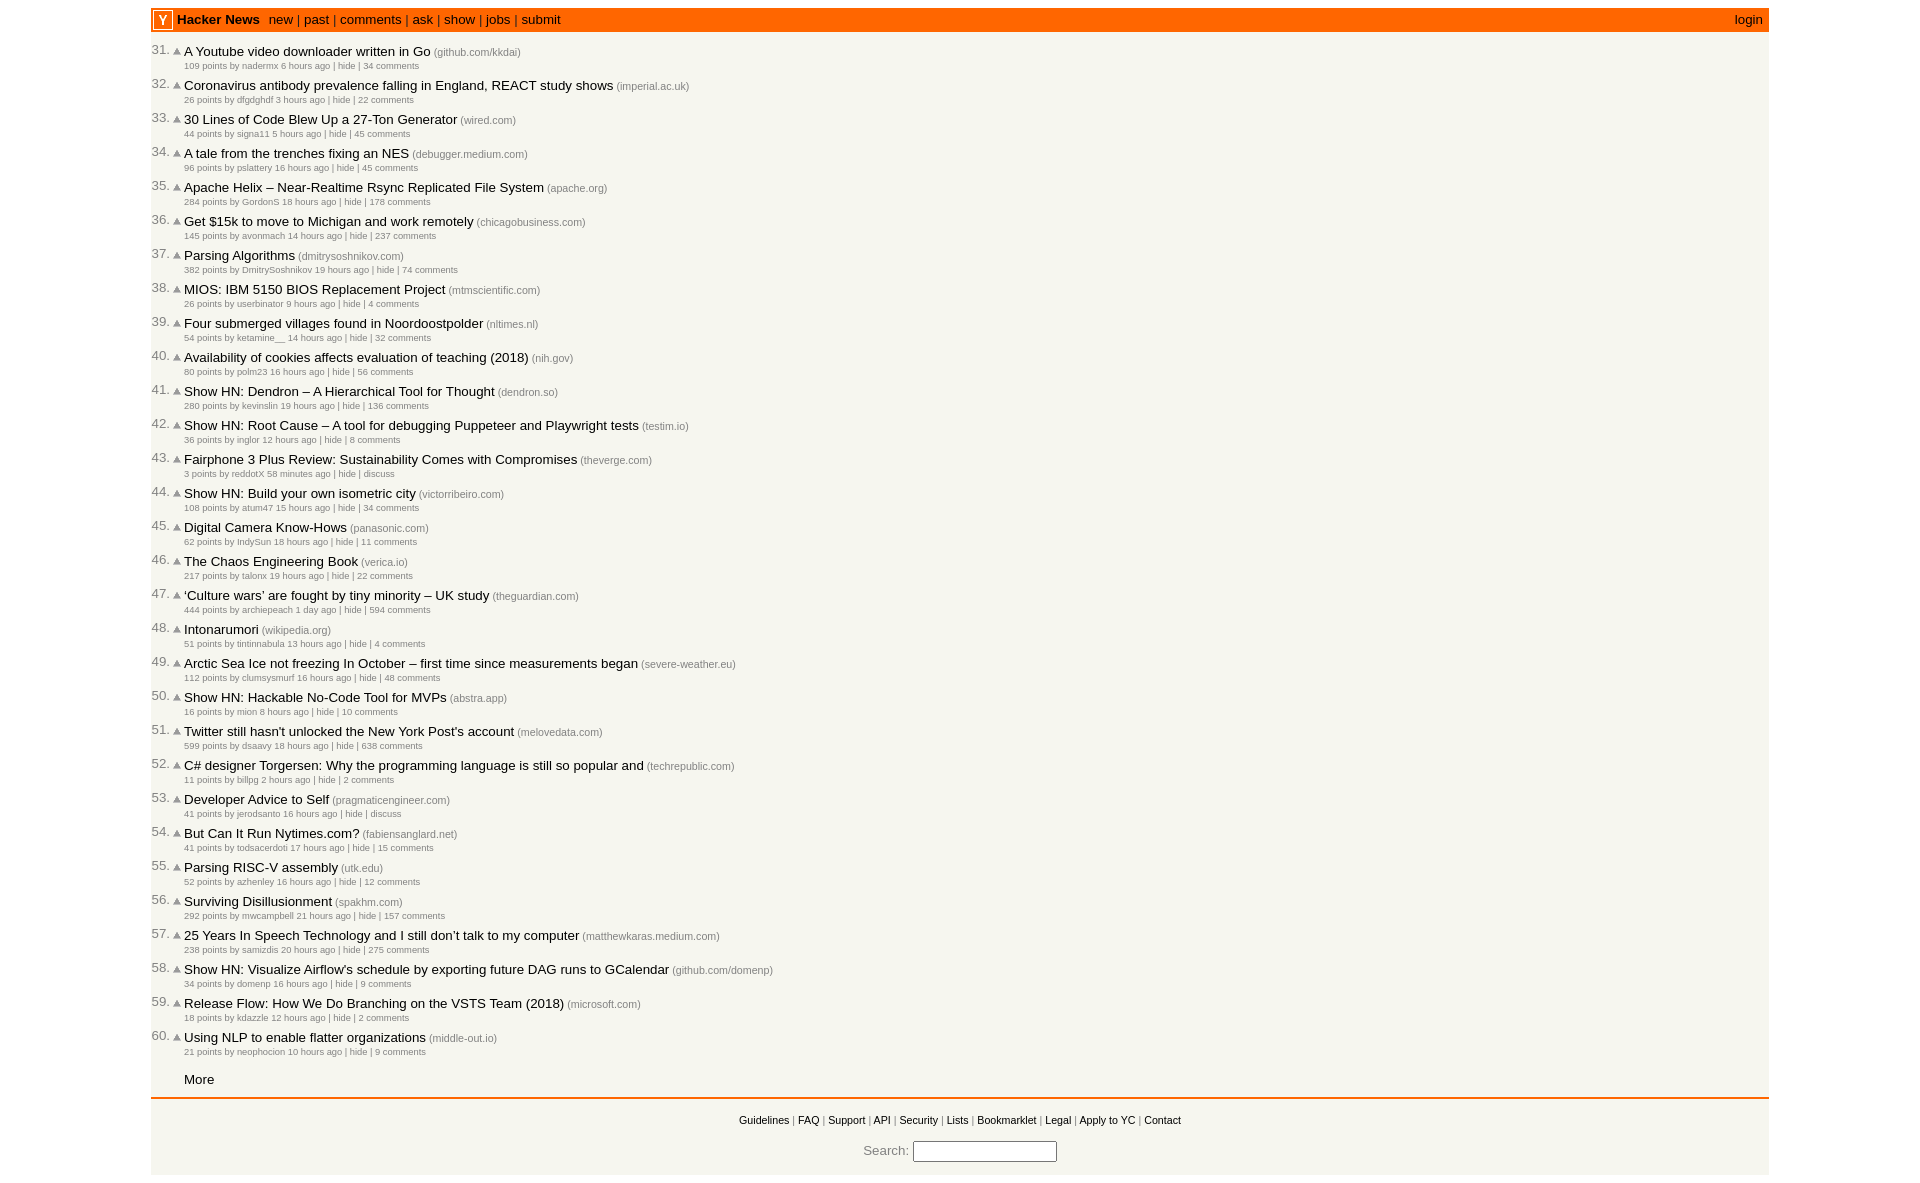 Y Hacker News new | past | comments | ask | show | jobs | submit login
31. A Youtube video downloader written in Go (github.com/kkdai)
109 points by nadermx 6 hours ago | hide | 34 comments
32. Coronavirus antibody prevalence falling in England, REACT study shows (imperial.ac.uk)
26 points by dfgdghdf 3 hours ago | hide | 22 comments
33. 30 Lines of Code Blew Up a 27-Ton Generator (wired.com)
44 points by signa11 5 hours ago | hide | 45 comments
34. A tale from the trenches fixing an NES (debugger.medium.com)
96 points by pslattery 16 hours ago | hide | 45 comments
35. Apache Helix – Near-Realtime Rsync Replicated File System (apache.org)
284 points by GordonS 18 hours ago | hide | 178 comments
36. Get $15k to move to Michigan and work remotely (chicagobusiness.com)
145 points by avonmach 14 hours ago | hide | 237 comments
37. Parsing Algorithms (dmitrysoshnikov.com)
382 points by DmitrySoshnikov 19 hours ago | hide | 74 comments
38. MIOS: IBM 5150 BIOS Replacement Project (mtmscientific.com)
26 points by userbinator 9 hours ago | hide | 4 comments
39. Four submerged villages found in Noordoostpolder (nltimes.nl)
54 points by ketamine__ 14 hours ago | hide | 32 comments
40. Availability of cookies affects evaluation of teaching (2018) (nih.gov)
80 points by polm23 16 hours ago | hide | 56 comments
41. Show HN: Dendron – A Hierarchical Tool for Thought (dendron.so)
280 points by kevinslin 19 hours ago | hide | 136 comments
42. Show HN: Root Cause – A tool for debugging Puppeteer and Playwright tests (testim.io)
36 points by inglor 12 hours ago | hide | 8 comments
43. Fairphone 3 Plus Review: Sustainability Comes with Compromises (theverge.com)
3 points by reddotX 58 minutes ago | hide | discuss
44. Show HN: Build your own isometric city (victorribeiro.com)
108 points by atum47 15 hours ago | hide | 34 comments
45. Digital Camera Know-Hows (panasonic.com)
62 points by IndySun 18 hours ago | hide | 11 comments
46. The Chaos Engineering Book (verica.io)
217 points by talonx 19 hours ago | hide | 22 comments
47. ‘Culture wars’ are fought by tiny minority – UK study (theguardian.com)
444 points by archiepeach 1 day ago | hide | 594 comments
48. Intonarumori (wikipedia.org)
51 points by tintinnabula 13 hours ago | hide | 4 comments
49. Arctic Sea Ice not freezing In October – first time since measurements began (severe-weather.eu)
112 points by clumsysmurf 16 hours ago | hide | 48 comments
50. Show HN: Hackable No-Code Tool for MVPs (abstra.app)
16 points by mion 8 hours ago | hide | 10 comments
51. Twitter still hasn't unlocked the New York Post's account (melovedata.com)
599 points by dsaavy 18 hours ago | hide | 638 comments
52. C# designer Torgersen: Why the programming language is still so popular and (techrepublic.com)
11 points by billpg 2 hours ago | hide | 2 comments
53. Developer Advice to Self (pragmaticengineer.com)
41 points by jerodsanto 16 hours ago | hide | discuss
54. But Can It Run Nytimes.com? (fabiensanglard.net)
41 points by todsacerdoti 17 hours ago | hide | 15 comments
55. Parsing RISC-V assembly (utk.edu)
52 points by azhenley 16 hours ago | hide | 12 comments
56. Surviving Disillusionment (spakhm.com)
292 points by mwcampbell 21 hours ago | hide | 157 comments
57. 25 Years In Speech Technology and I still don’t talk to my computer (matthewkaras.medium.com)
238 points by samizdis 20 hours ago | hide | 275 comments
58. Show HN: Visualize Airflow's schedule by exporting future DAG runs to GCalendar (github.com/domenp)
34 points by domenp 16 hours ago | hide | 9 comments
59. Release Flow: How We Do Branching on the VSTS Team (2018) (microsoft.com)
18 points by kdazzle 12 hours ago | hide | 2 comments
60. Using NLP to enable flatter organizations (middle-out.io)
21 points by neophocion 10 hours ago | hide | 9 comments
More
Guidelines | FAQ | Support | API | Security | Lists | Bookmarklet | Legal | Apply to YC | Contact
Search: